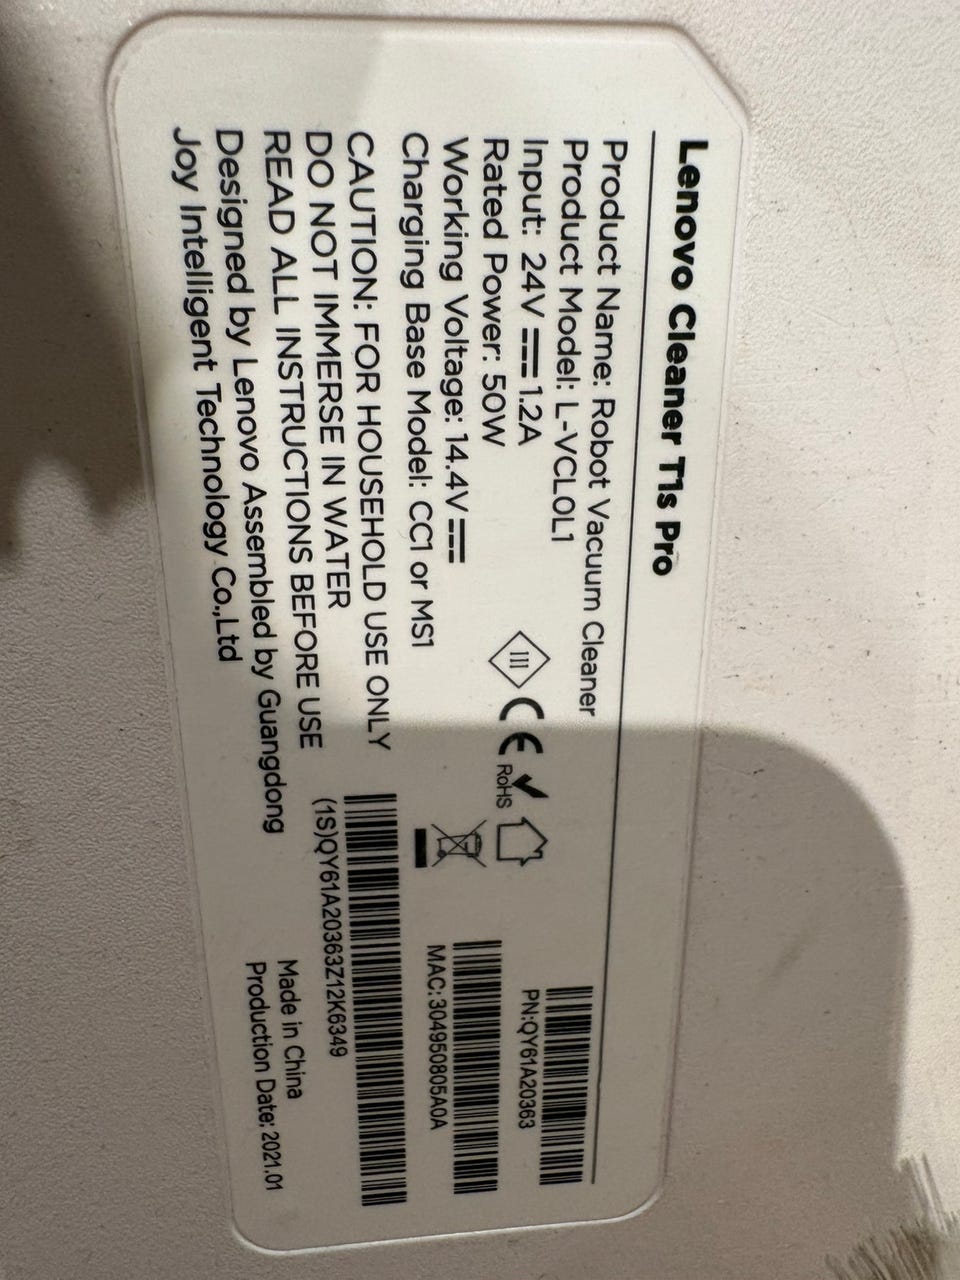 Lenovo Cleaner T1s Pro
Product Name: Robot Vacuum Cleaner
Product Model: L-VCL0L1
Input: 24V ⎓ 1.2A
Rated Power: 50W
Working Voltage: 14.4V ⎓
Charging Base Model: CC1 or MS1
CAUTION: FOR HOUSEHOLD USE ONLY
DO NOT IMMERSE IN WATER
READ ALL INSTRUCTIONS BEFORE USE
Designed by Lenovo Assembled by Guangdong
Joy Intelligent Technology Co.,Ltd
III
CE
RoHS
PN:QY61A20363
MAC:304950805A0A
(1S)QY61A20363Z12K6349
Made in China
Production Date: 2021.01